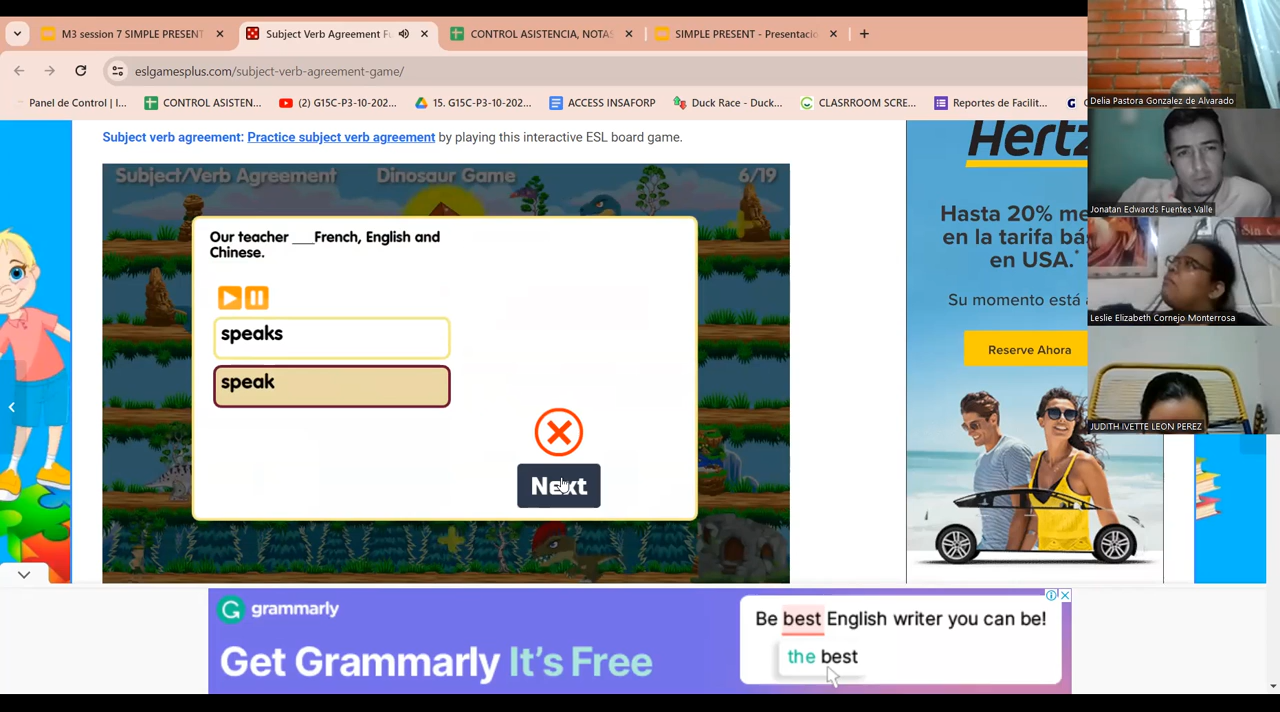 M3 session 7 SIMPLE PRESENT
Subject Verb Agreement Fu
CONTROL ASISTENCIA, NOTAS
SIMPLE PRESENT - Presentacio
eslgamesplus.com/subject-verb-agreement-game/
Panel de Control | I...
CONTROL ASISTEN...
(2) G15C-P3-10-202...
15. G15C-P3-10-202...
ACCESS INSAFORP
Duck Race - Duck...
CLASRROOM SCRE...
Reportes de Facilit...
Subject verb agreement: Practice subject verb agreement by playing this interactive ESL board game.
Subject/Verb Agreement
Dinosaur Game
6/19
Our teacher ___French, English and
Chinese.
speaks
speak
Next
Hertz
Hasta 20% me
en la tarifa bás
en USA.*
Su momento está a
Reserve Ahora
Delia Pastora Gonzalez de Alvarado
Jonatan Edwards Fuentes Valle
Leslie Elizabeth Cornejo Monterrosa
JUDITH IVETTE LEON PEREZ
grammarly
Get Grammarly It's Free
Be best English writer you can be!
the best